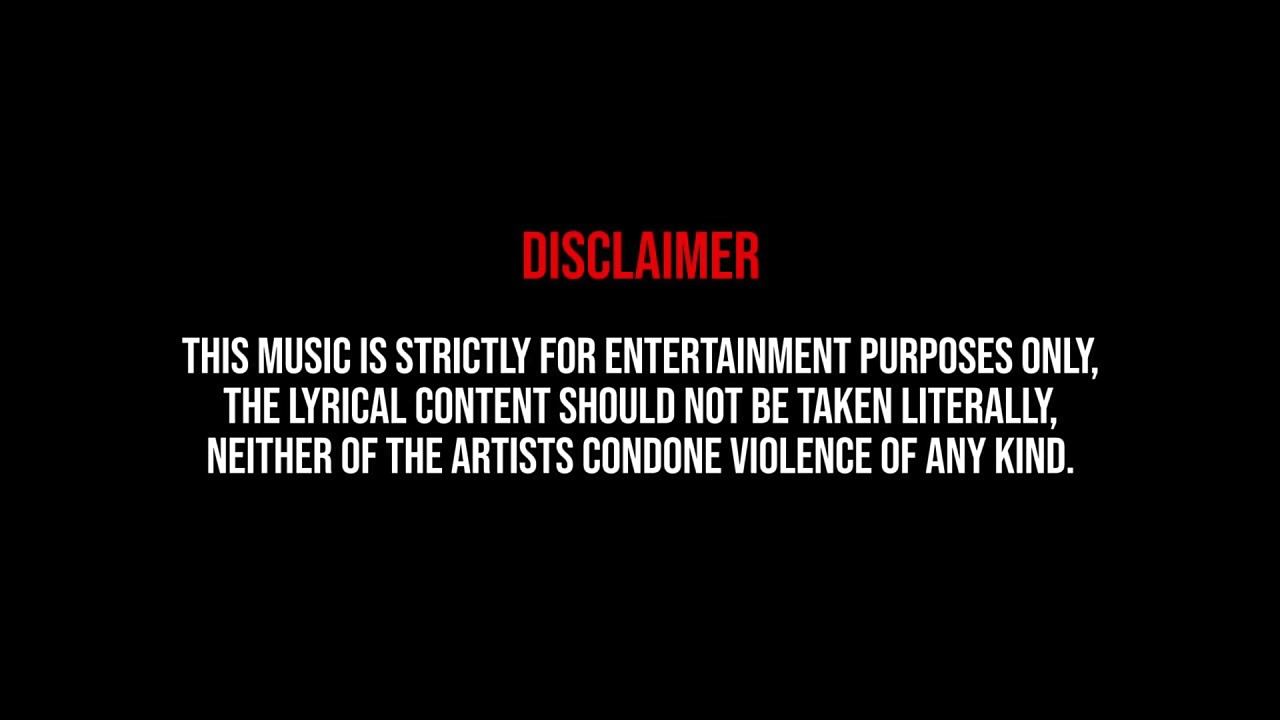 DISCLAIMER
THIS MUSIC IS STRICTLY FOR ENTERTAINMENT PURPOSES ONLY,
THE LYRICAL CONTENT SHOULD NOT BE TAKEN LITERALLY,
NEITHER OF THE ARTISTS CONDONE VIOLENCE OF ANY KIND.